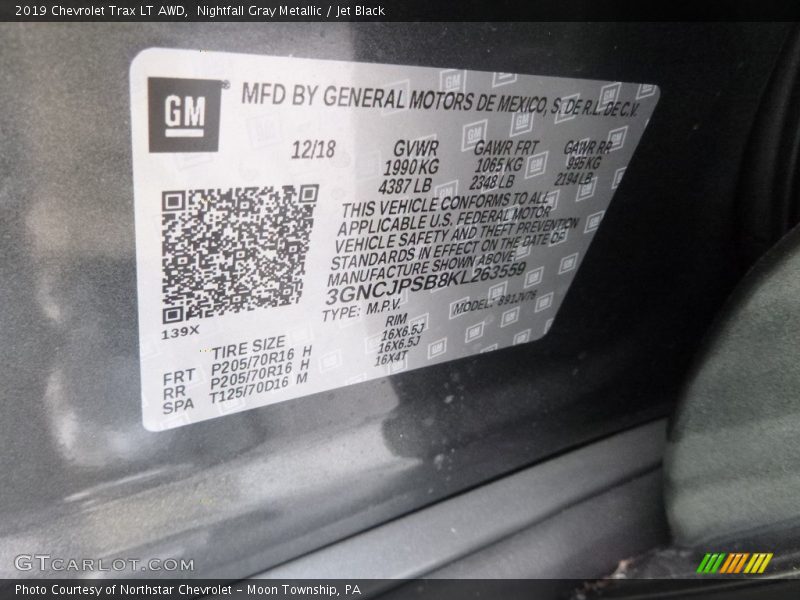 2019 Chevrolet Trax LT AWD, Nightfall Gray Metallic / Jet Black
GM
MFD BY GENERAL MOTORS DE MEXICO, S. DE R.L. DE C.V.
12/18 GVWR GAWR FRT GAWR RR
1990 KG 1065 KG 995 KG
4387 LB 2348 LB 2194 LB
THIS VEHICLE CONFORMS TO ALL
APPLICABLE U.S. FEDERAL MOTOR
VEHICLE SAFETY AND THEFT PREVENTION
STANDARDS IN EFFECT ON THE DATE OF
MANUFACTURE SHOWN ABOVE
3GNCJPSB8KL263559
TYPE: M.P.V. MODEL: 891JV76
139X
TIRE SIZE RIM
FRT P205/70R16 H 16X6.5J
RR P205/70R16 H 16X6.5J
SPA T125/70D16 M 16X4T
GTCARLOT.COM
Photo Courtesy of Northstar Chevrolet – Moon Township, PA